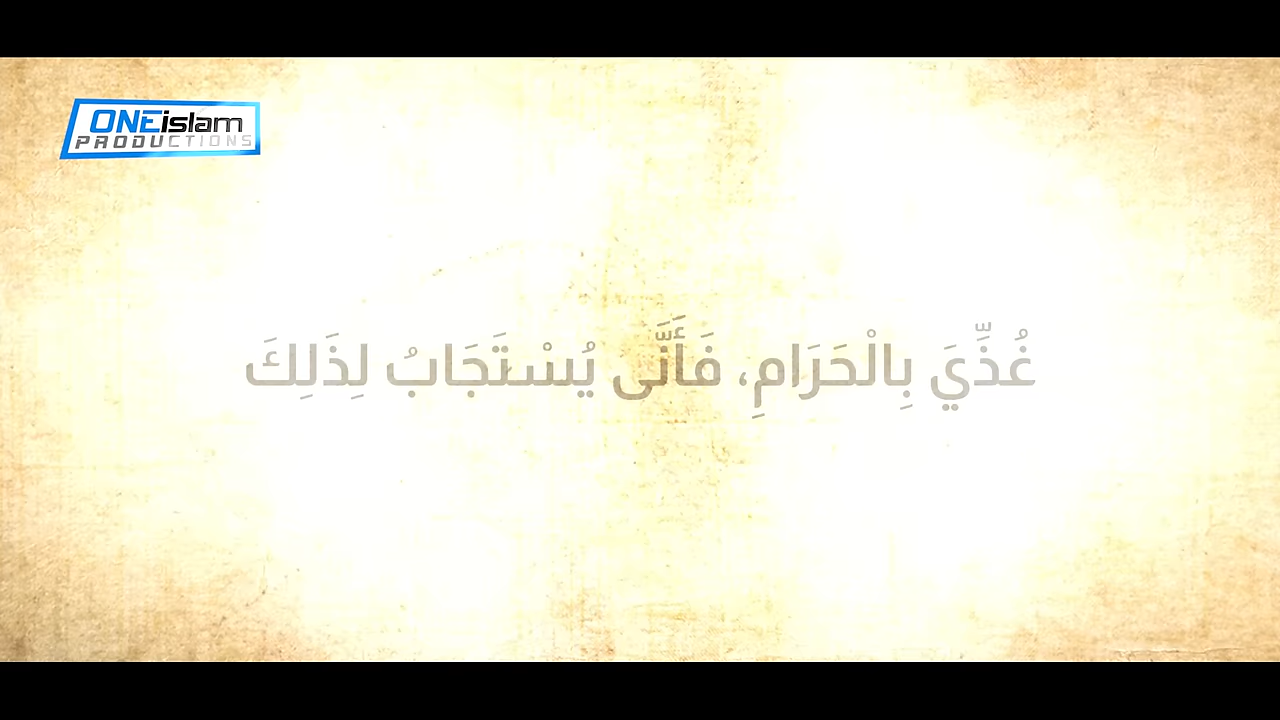 ONEislam
PRODUCTIONS
غُذِّيَ بِالْحَرَامِ، فَأَنَّى يُسْتَجَابُ لِذَلِكَ